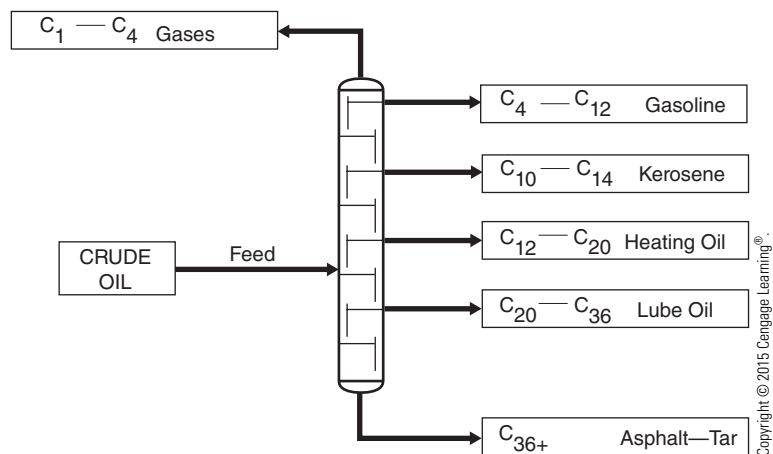 C₁ — C₄ Gases
C₄ — C₁₂ Gasoline
C₁₀ — C₁₄ Kerosene
C₁₂ — C₂₀ Heating Oil
C₂₀ — C₃₆ Lube Oil
C₃₆₊ Asphalt—Tar
CRUDE
OIL
Feed
Copyright © 2015 Cengage Learning®.